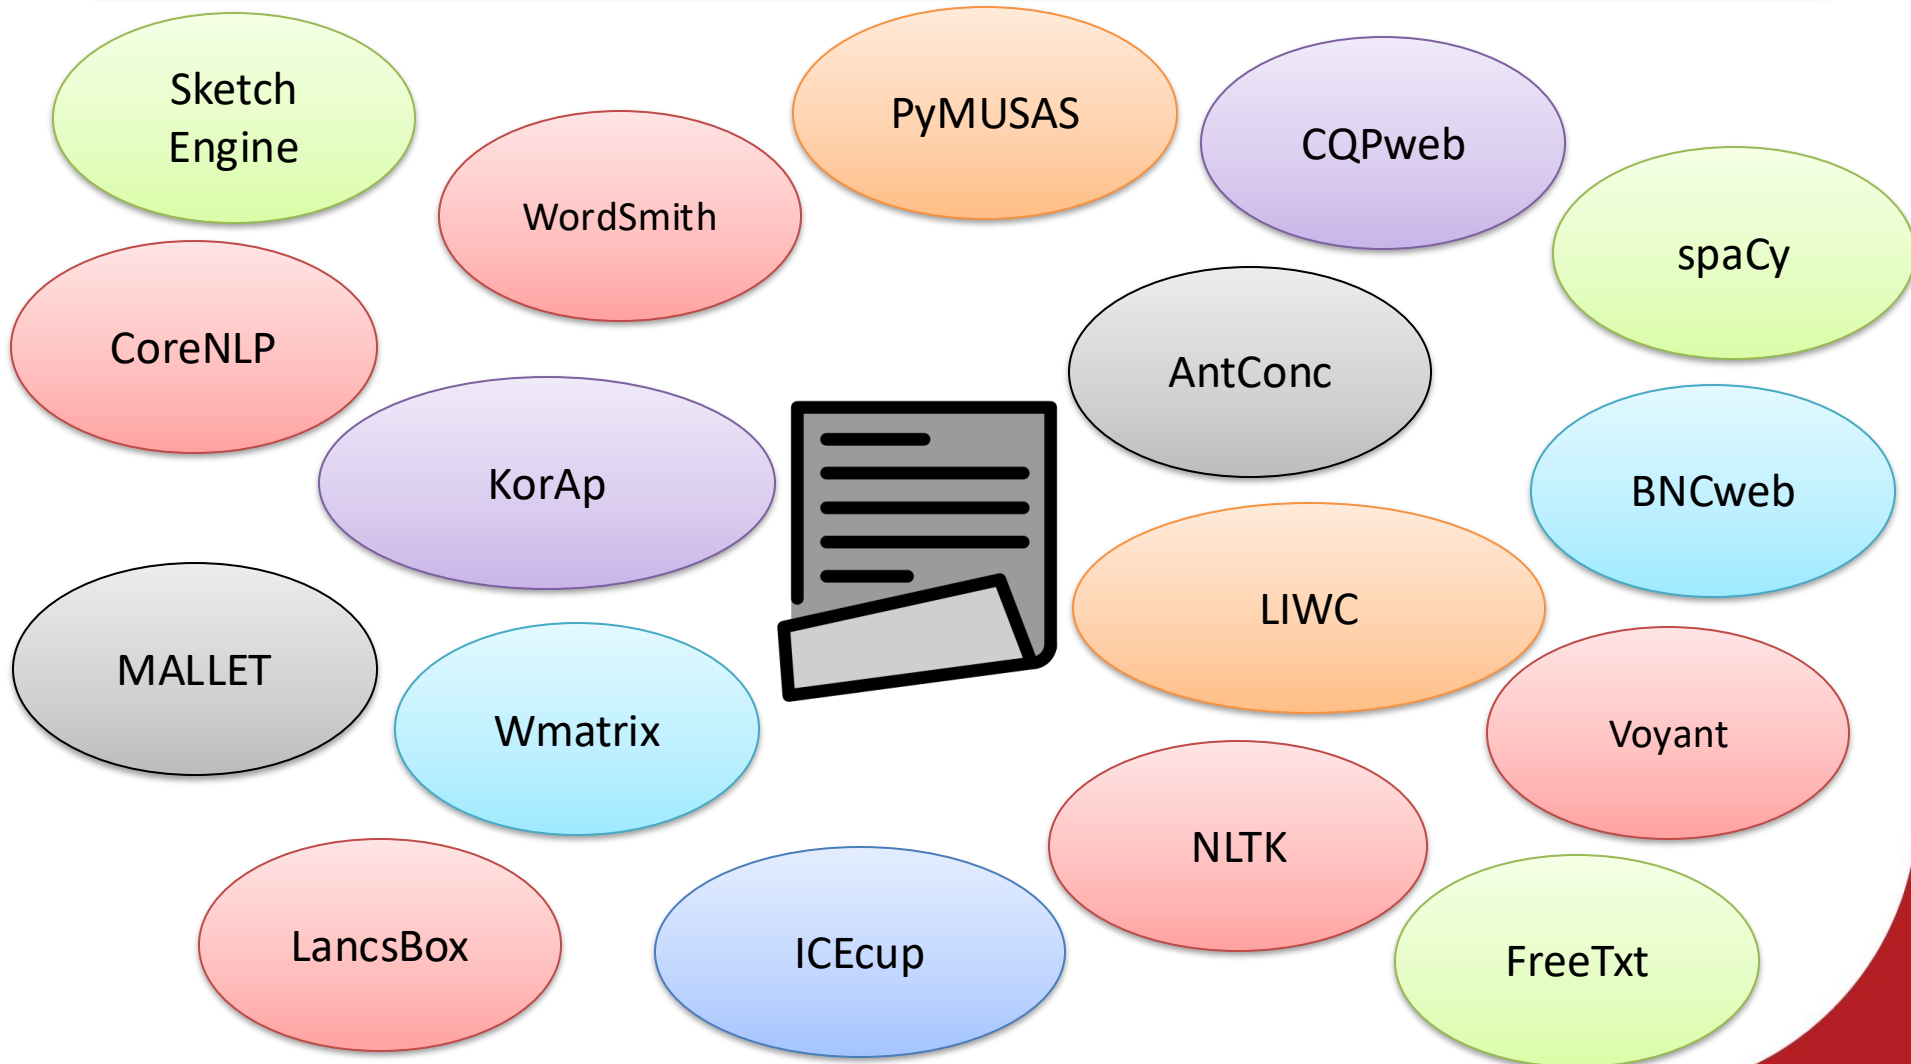 Sketch
Engine
PyMUSAS
CQPweb
WordSmith
spaCy
CoreNLP
AntConc
KorAp
BNCweb
LIWC
MALLET
Wmatrix
Voyant
NLTK
LancsBox
ICEcup
FreeTxt